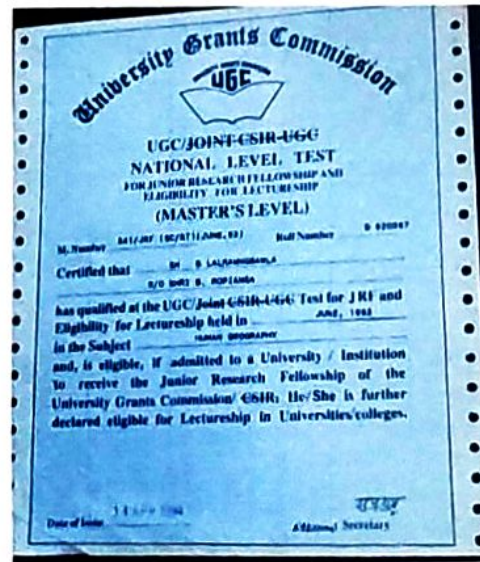 University Grants Commission
UGC
UGC/JOINT CSIR-UGC
NATIONAL LEVEL TEST
FOR JUNIOR RESEARCH FELLOWSHIP AND
ELIGIBILITY FOR LECTURESHIP
(MASTER'S LEVEL)
M. Number Roll Number
Certified that
has qualified at the UGC/Joint CSIR-UGC Test for JRF and
Eligibility for Lectureship held in JUNE,
in the Subject HUMAN GEOGRAPHY
and, is eligible, if admitted to a University / Institution
to receive the Junior Research Fellowship of the
University Grants Commission/ CSIR; He/She is further
declared eligible for Lectureship in Universities/colleges.
Date of Issue Secretary